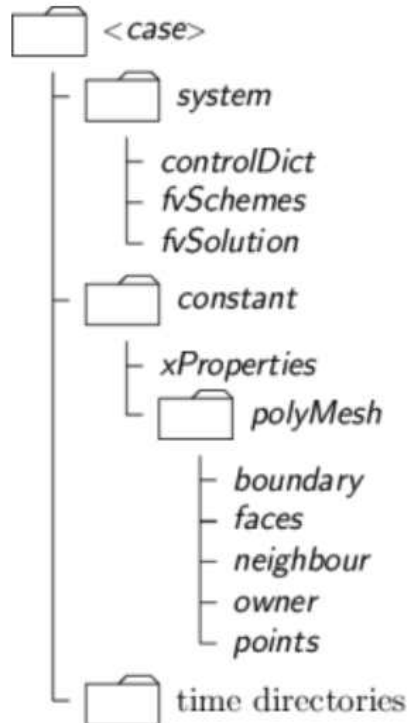 <case>
system
controlDict
fvSchemes
fvSolution
constant
xProperties
polyMesh
boundary
faces
neighbour
owner
points
time directories